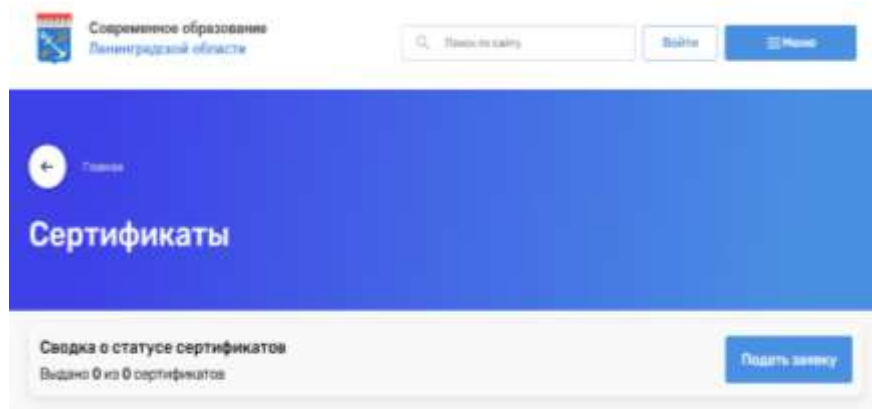 Современное образование
Ленинградской области
Поиск по сайту
Войти
Меню
Главная
Сертификаты
Сводка о статусе сертификатов
Выдано 0 из 0 сертификатов
Подать заявку